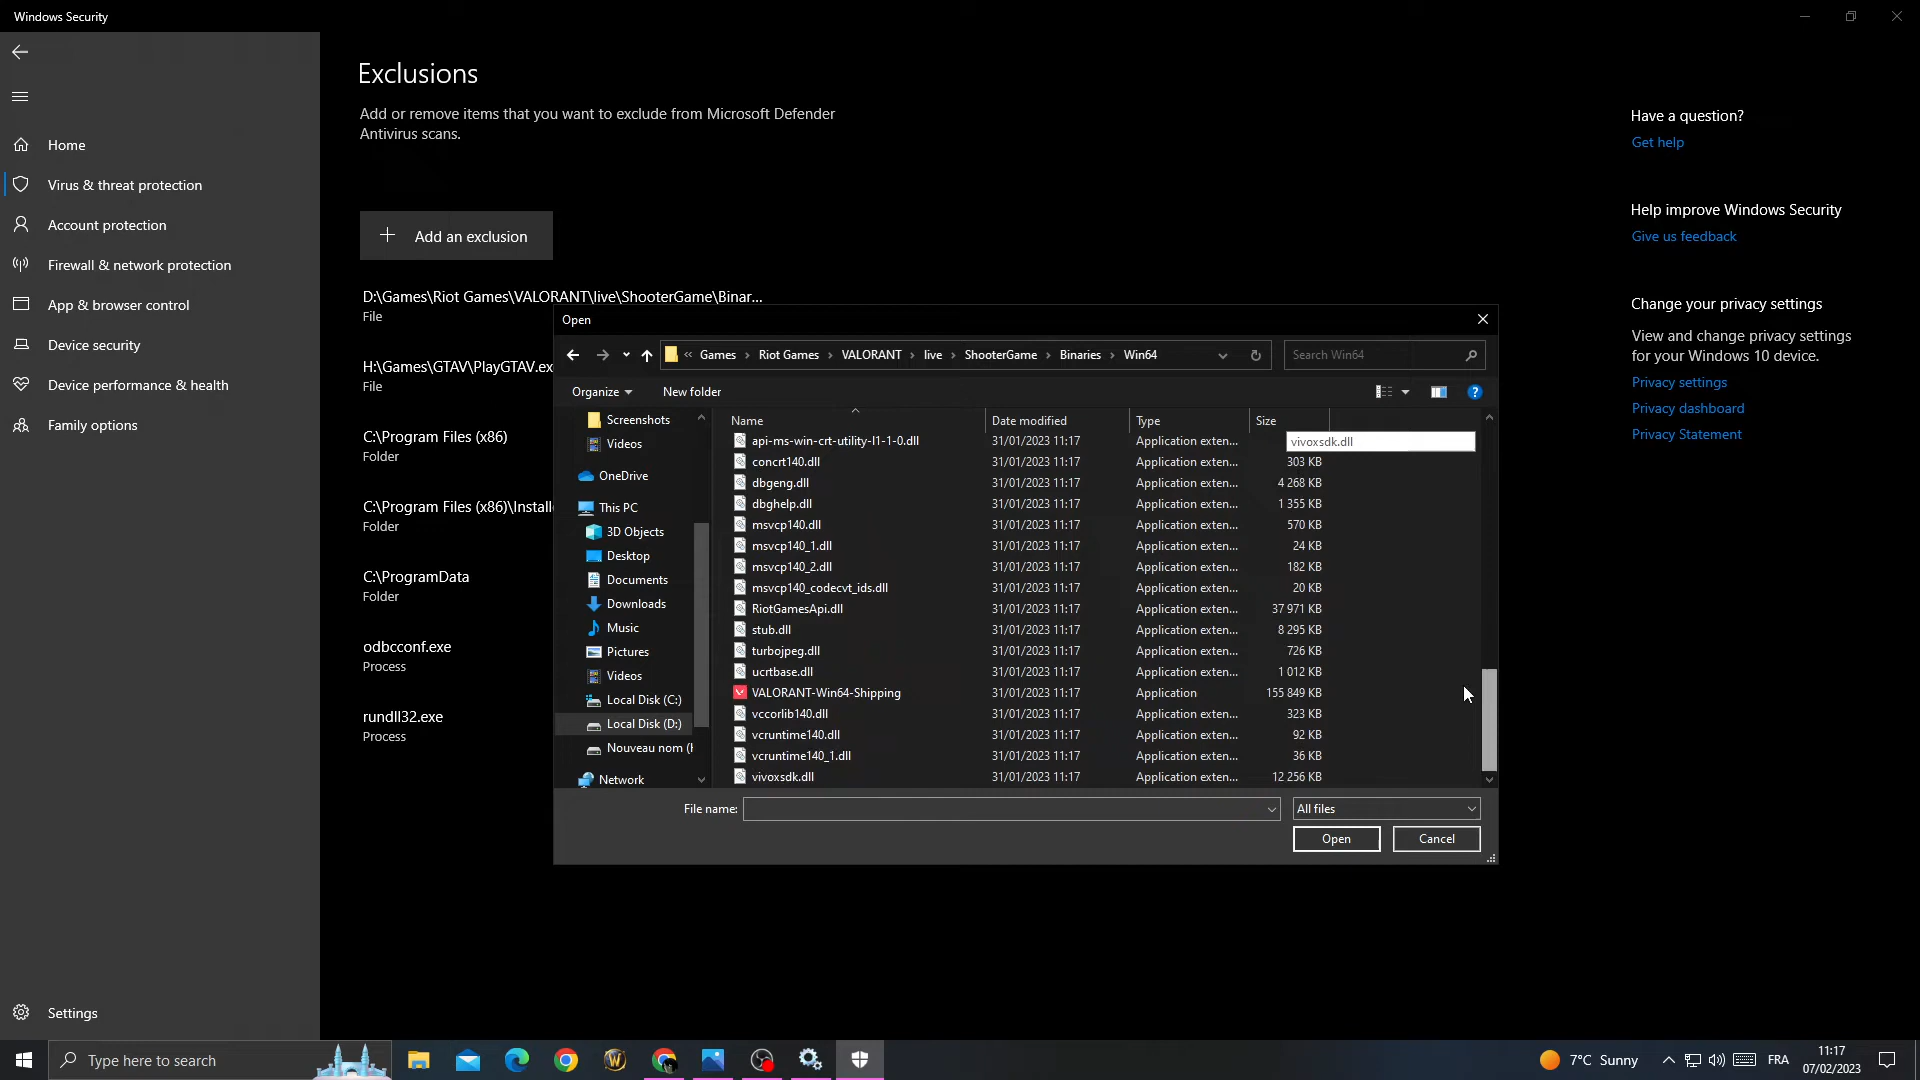 Windows Security
Exclusions
Add or remove items that you want to exclude from Microsoft Defender
Antivirus scans.
Home
Virus & threat protection
Account protection
Firewall & network protection
App & browser control
Device security
Device performance & health
Family options
Settings
Add an exclusion
D:\Games\Riot Games\VALORANT\live\ShooterGame\Binar...
File
H:\Games\GTAV\PlayGTAV.ex
File
C:\Program Files (x86)
Folder
C:\Program Files (x86)\Install
Folder
C:\ProgramData
Folder
odbcconf.exe
Process
rundll32.exe
Process
Open
« Games › Riot Games › VALORANT › live › ShooterGame › Binaries › Win64
Search Win64
Organize
New folder
Screenshots
Videos
OneDrive
This PC
3D Objects
Desktop
Documents
Downloads
Music
Pictures
Videos
Local Disk (C:)
Local Disk (D:)
Nouveau nom (H
Network
Name Date modified Type Size
api-ms-win-crt-utility-l1-1-0.dll 31/01/2023 11:17 Application exten...
vivoxsdk.dll
concrt140.dll 31/01/2023 11:17 Application exten... 303 KB
dbgeng.dll 31/01/2023 11:17 Application exten... 4 268 KB
dbghelp.dll 31/01/2023 11:17 Application exten... 1 355 KB
msvcp140.dll 31/01/2023 11:17 Application exten... 570 KB
msvcp140_1.dll 31/01/2023 11:17 Application exten... 24 KB
msvcp140_2.dll 31/01/2023 11:17 Application exten... 182 KB
msvcp140_codecvt_ids.dll 31/01/2023 11:17 Application exten... 20 KB
RiotGamesApi.dll 31/01/2023 11:17 Application exten... 37 971 KB
stub.dll 31/01/2023 11:17 Application exten... 8 295 KB
turbojpeg.dll 31/01/2023 11:17 Application exten... 726 KB
ucrtbase.dll 31/01/2023 11:17 Application exten... 1 012 KB
VALORANT-Win64-Shipping 31/01/2023 11:17 Application 155 849 KB
vccorlib140.dll 31/01/2023 11:17 Application exten... 323 KB
vcruntime140.dll 31/01/2023 11:17 Application exten... 92 KB
vcruntime140_1.dll 31/01/2023 11:17 Application exten... 36 KB
vivoxsdk.dll 31/01/2023 11:17 Application exten... 12 256 KB
File name:
All files
Open
Cancel
Have a question?
Get help
Help improve Windows Security
Give us feedback
Change your privacy settings
View and change privacy settings
for your Windows 10 device.
Privacy settings
Privacy dashboard
Privacy Statement
Type here to search
7°C Sunny
FRA
11:17
07/02/2023